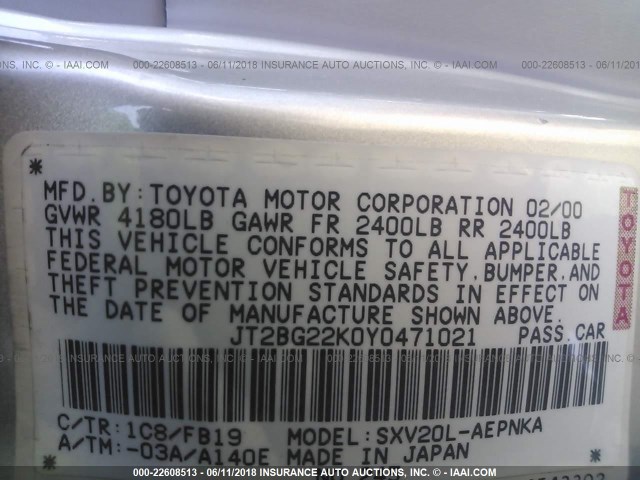 000-22608513 - 06/11/2018 INSURANCE AUTO AUCTIONS, INC. © - IAAI.COM
MFD. BY: TOYOTA MOTOR CORPORATION 02/00
GVWR 4180LB GAWR FR 2400LB RR 2400LB
THIS VEHICLE CONFORMS TO ALL APPLICABLE
FEDERAL MOTOR VEHICLE SAFETY, BUMPER, AND
THEFT PREVENTION STANDARDS IN EFFECT ON
THE DATE OF MANUFACTURE SHOWN ABOVE.
JT2BG22K0Y0471021 PASS. CAR
TOYOTA
000-22608513 - 06/11/2018 INSURANCE AUTO AUCTIONS, INC. © - IAAI.COM
C/TR: 1C8/FB19 MODEL: SXV20L-AEPNKA
A/TM: -03A/A140E MADE IN JAPAN
000-22608513 - 06/11/2018 INSURANCE AUTO AUCTIONS, INC. © - IAAI.COM